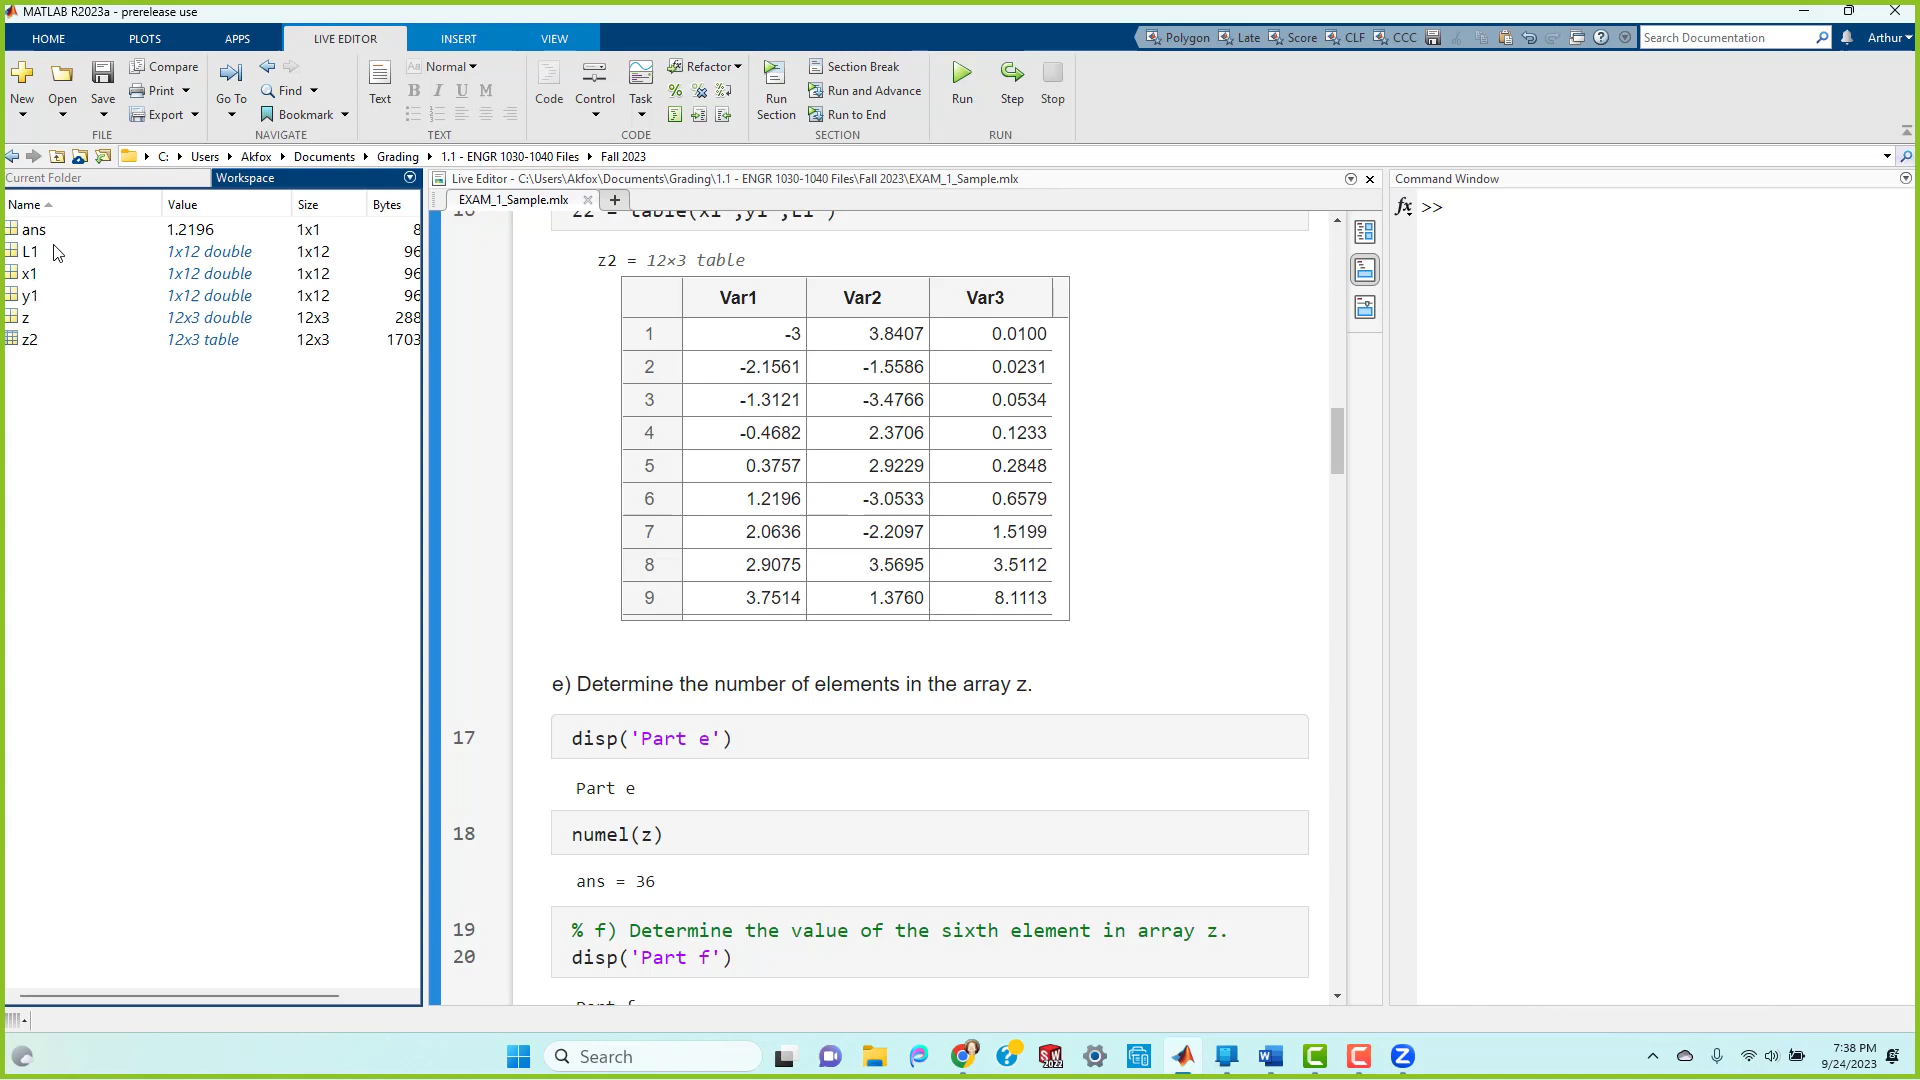 MATLAB R2023a - prerelease use
HOME PLOTS APPS LIVE EDITOR INSERT VIEW
Polygon Late Score CLF CCC Search Documentation Arthur
New Open Save Compare Print Export
FILE
Go To Find Bookmark
NAVIGATE
Text Aa Normal B I U M
TEXT
Code Control Task Refactor
CODE
Run Section Section Break Run and Advance Run to End
SECTION
Run Step Stop
RUN
C: Users Akfox Documents Grading 1.1 - ENGR 1030-1040 Files Fall 2023
Current Folder Workspace
Name Value Size Bytes
ans 1.2196 1x1 8
L1 1x12 double 1x12 96
x1 1x12 double 1x12 96
y1 1x12 double 1x12 96
z 12x3 double 12x3 288
z2 12x3 table 12x3 1703
Live Editor - C:\Users\Akfox\Documents\Grading\1.1 - ENGR 1030-1040 Files\Fall 2023\EXAM_1_Sample.mlx
EXAM_1_Sample.mlx +
z2 = 12×3 table
Var1 Var2 Var3
1 -3 3.8407 0.0100
2 -2.1561 -1.5586 0.0231
3 -1.3121 -3.4766 0.0534
4 -0.4682 2.3706 0.1233
5 0.3757 2.9229 0.2848
6 1.2196 -3.0533 0.6579
7 2.0636 -2.2097 1.5199
8 2.9075 3.5695 3.5112
9 3.7514 1.3760 8.1113
e) Determine the number of elements in the array z.
17 disp('Part e')
Part e
18 numel(z)
ans = 36
19 % f) Determine the value of the sixth element in array z.
20 disp('Part f')
Command Window
fx >>
Search
SW 2022
7:38 PM
9/24/2023